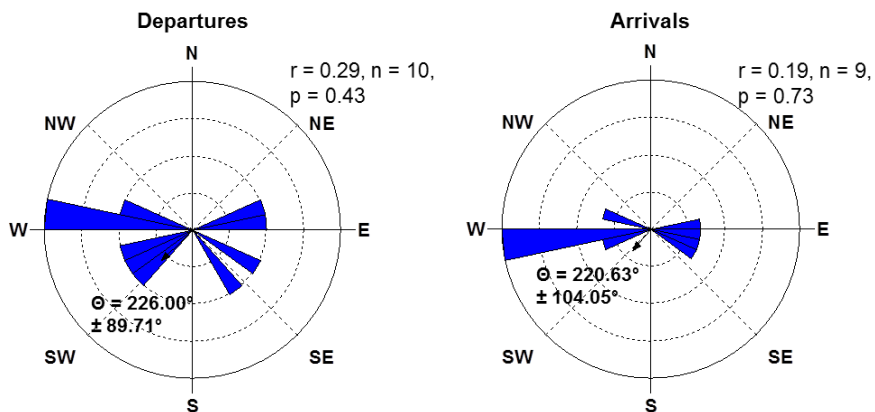 Departures
N
r = 0.29, n = 10,
p = 0.43
NW
NE
W
E
Θ = 226.00°
± 89.71°
SW
SE
S
Arrivals
N
r = 0.19, n = 9,
p = 0.73
NW
NE
W
E
Θ = 220.63°
± 104.05°
SW
SE
S